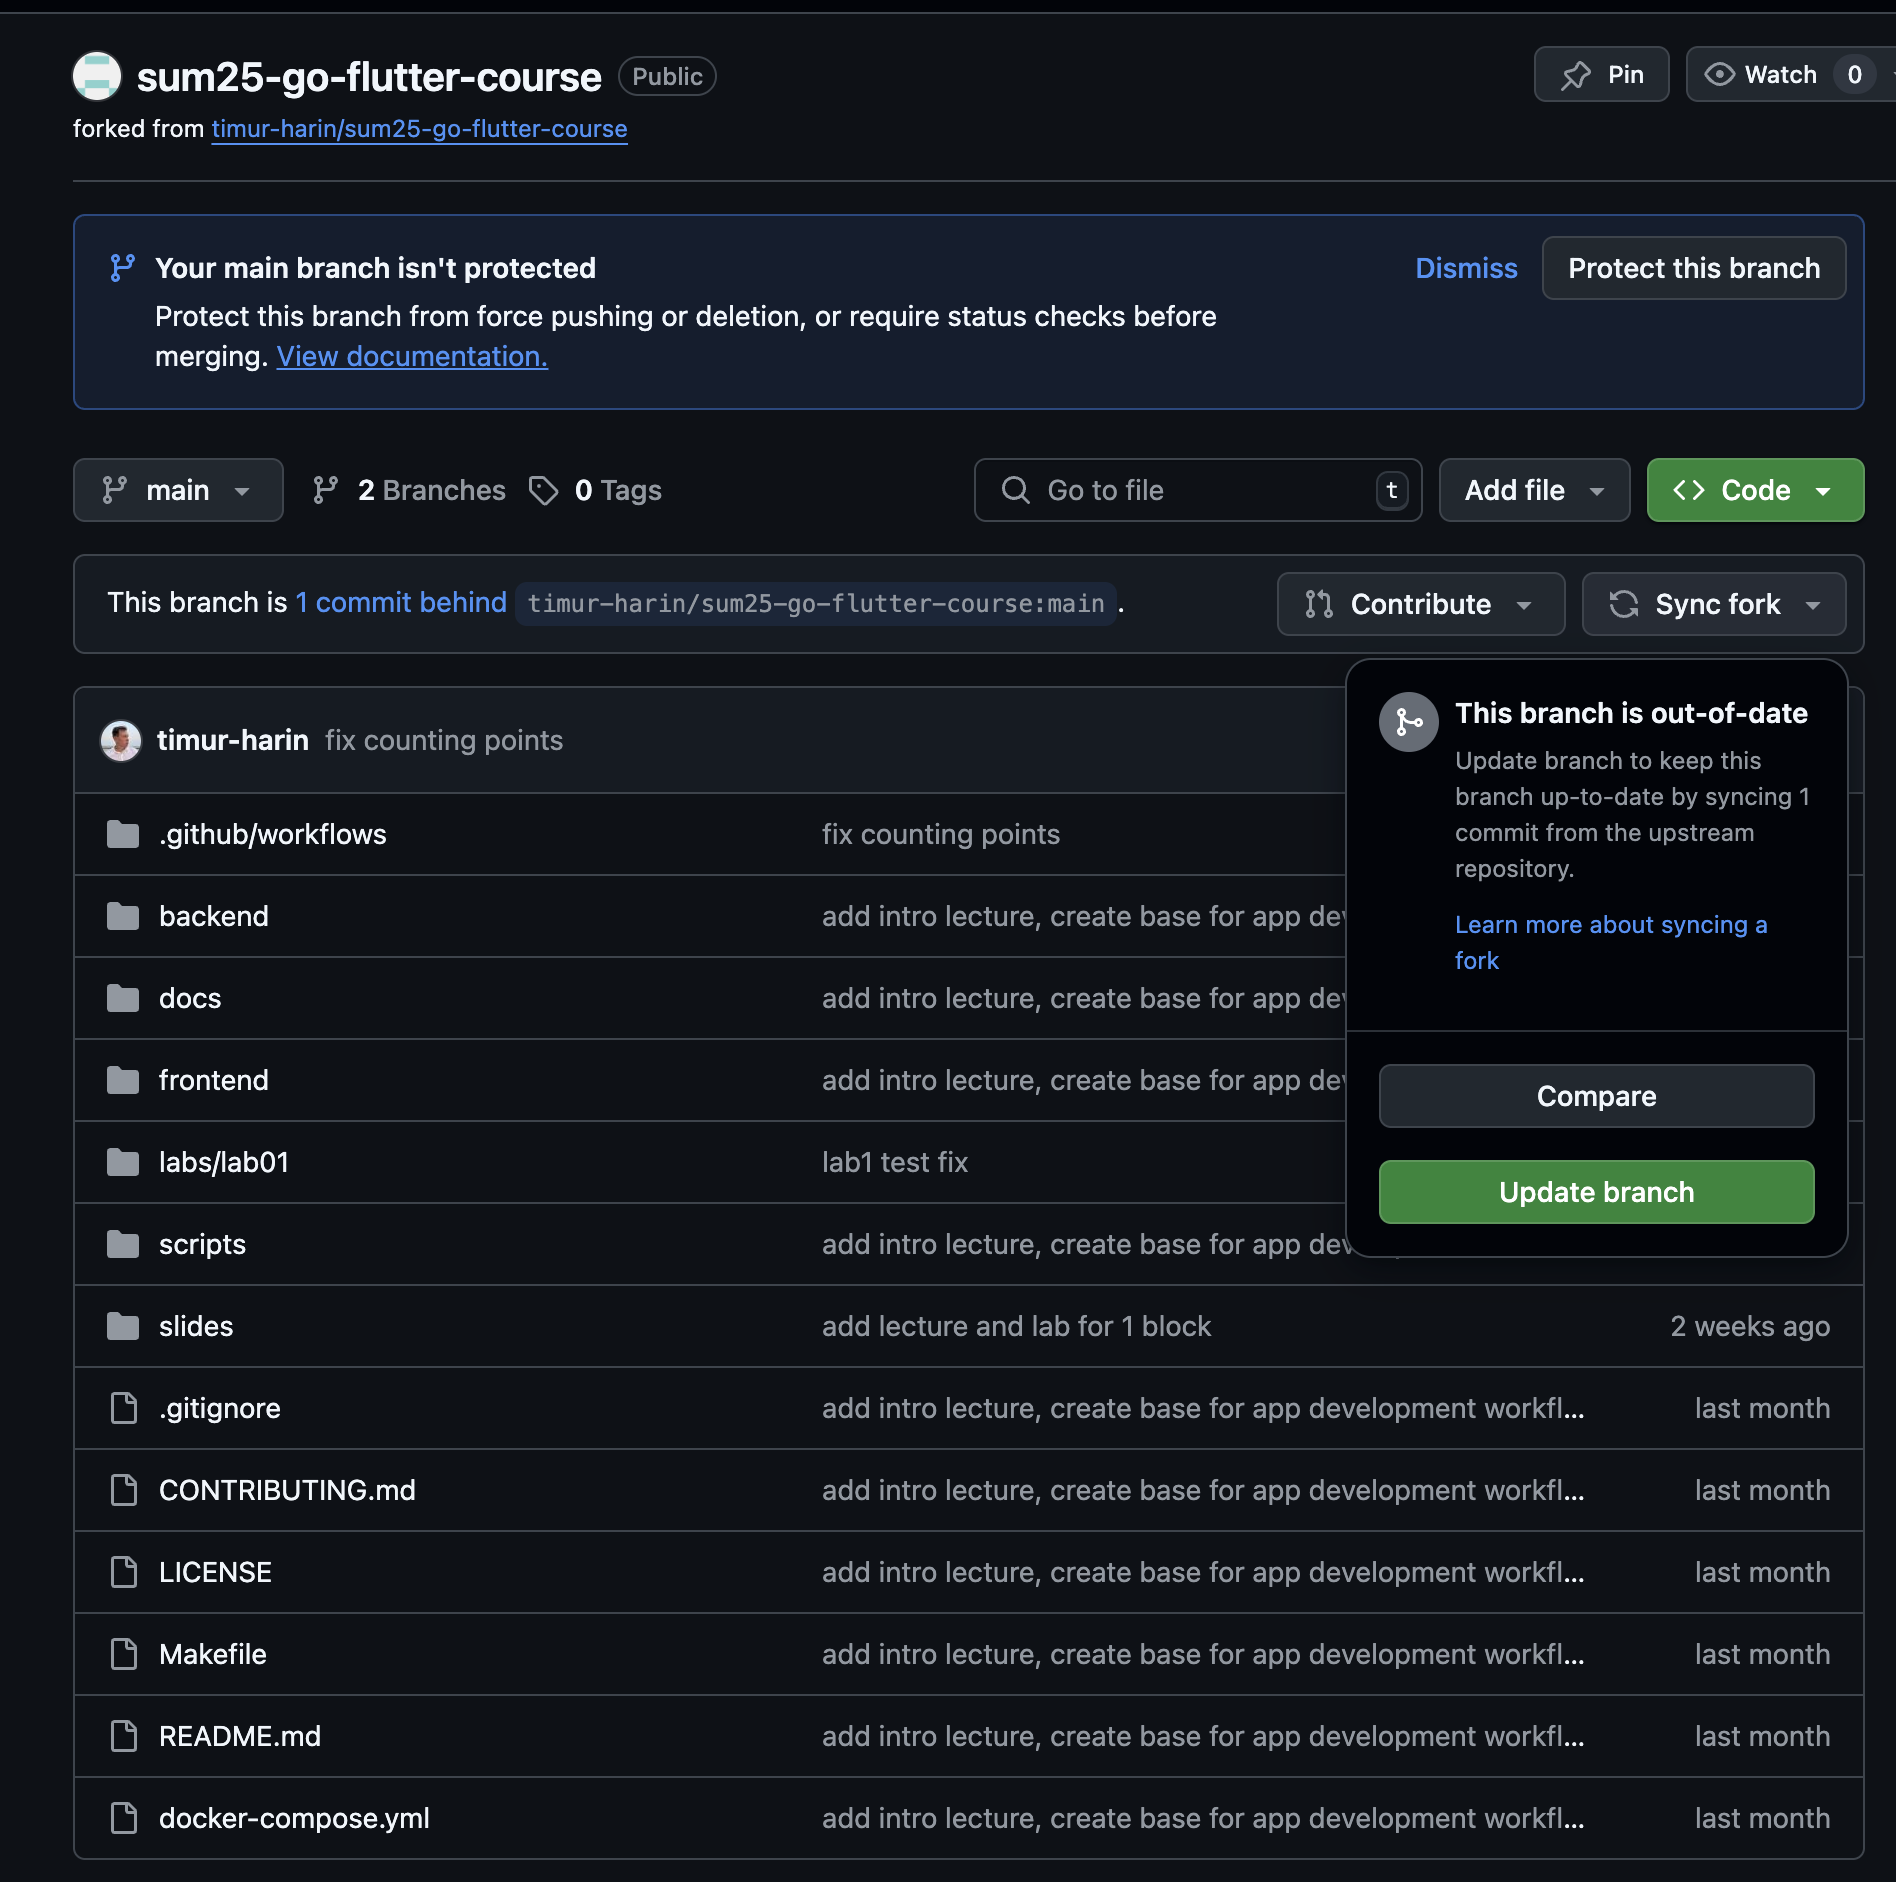 sum25-go-flutter-course Public
Pin
Watch 0
forked from timur-harin/sum25-go-flutter-course
Your main branch isn't protected
Dismiss
Protect this branch
Protect this branch from force pushing or deletion, or require status checks before
merging. View documentation.
main
2 Branches
0 Tags
Go to file
t
Add file
Code
This branch is 1 commit behind timur-harin/sum25-go-flutter-course:main .
Contribute
Sync fork
This branch is out-of-date
Update branch to keep this
branch up-to-date by syncing 1
commit from the upstream
repository.
Learn more about syncing a
fork
Compare
Update branch
timur-harin fix counting points
.github/workflows fix counting points
backend add intro lecture, create base for app dev
docs add intro lecture, create base for app dev
frontend add intro lecture, create base for app dev
labs/lab01 lab1 test fix
scripts add intro lecture, create base for app dev
slides add lecture and lab for 1 block 2 weeks ago
.gitignore add intro lecture, create base for app development workfl... last month
CONTRIBUTING.md add intro lecture, create base for app development workfl... last month
LICENSE add intro lecture, create base for app development workfl... last month
Makefile add intro lecture, create base for app development workfl... last month
README.md add intro lecture, create base for app development workfl... last month
docker-compose.yml add intro lecture, create base for app development workfl... last month